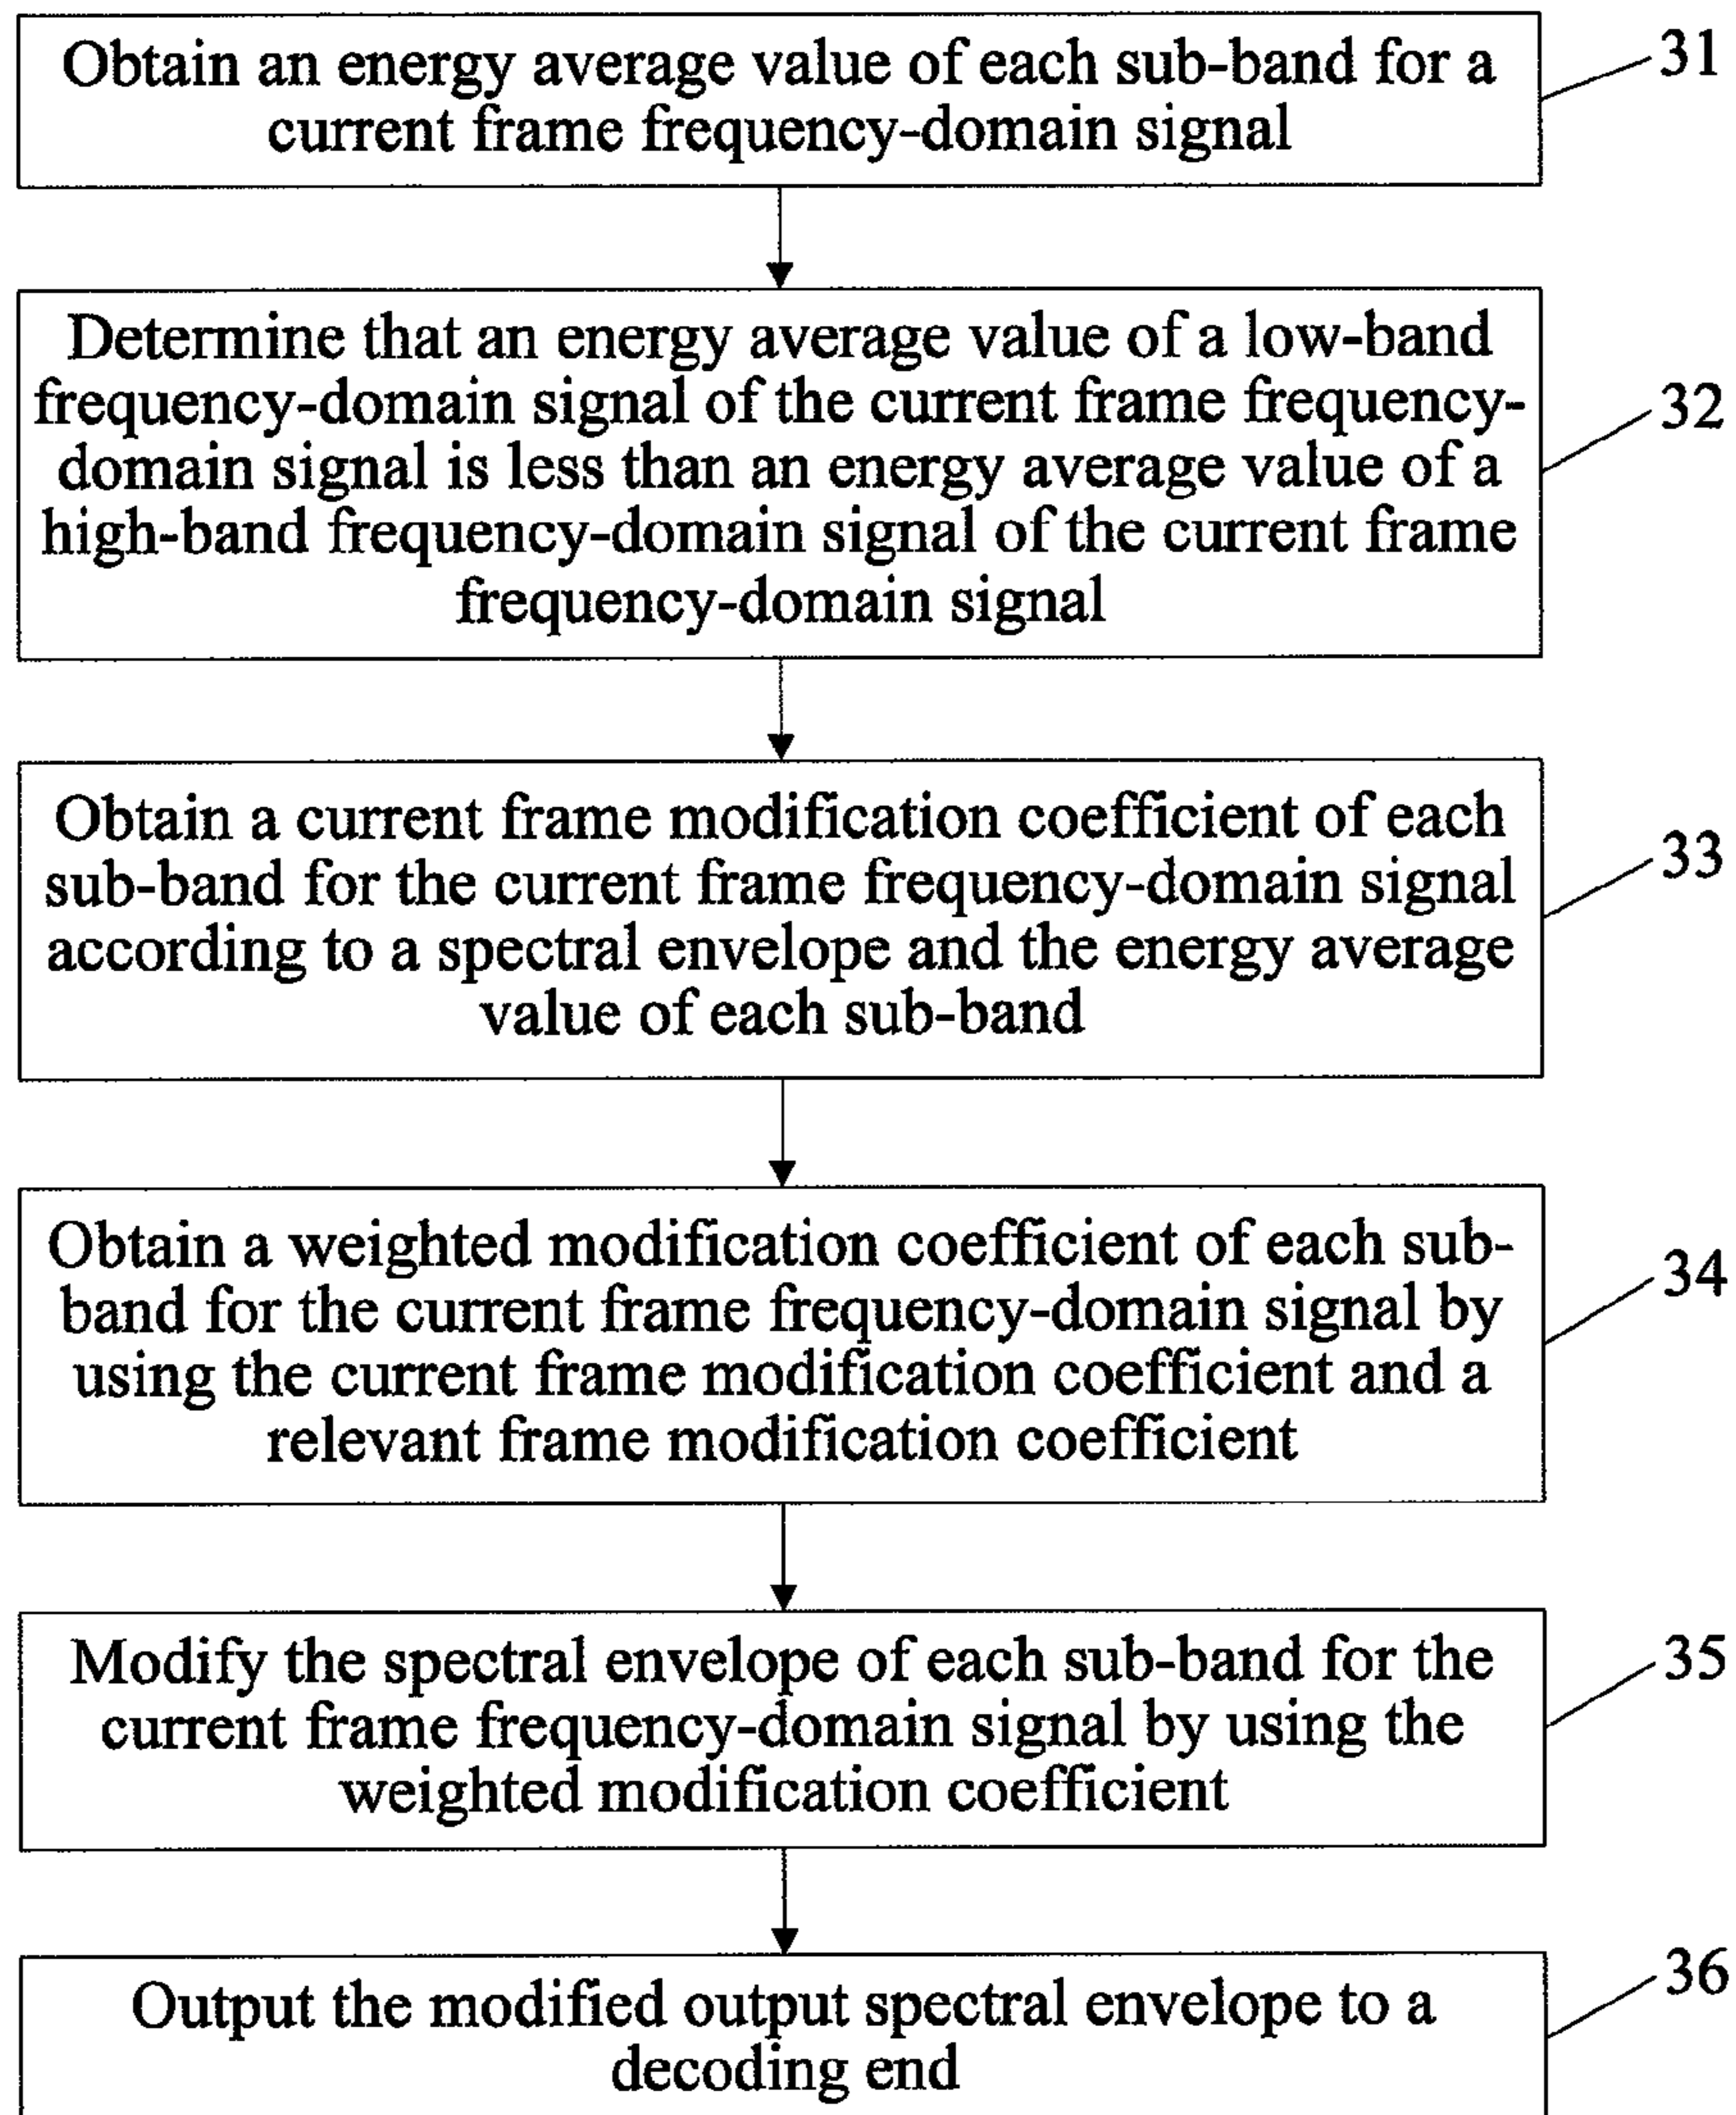 Obtain an energy average value of each sub-band for a
current frame frequency-domain signal
31
Determine that an energy average value of a low-band
frequency-domain signal of the current frame frequency-
domain signal is less than an energy average value of a
high-band frequency-domain signal of the current frame
frequency-domain signal
32
Obtain a current frame modification coefficient of each
sub-band for the current frame frequency-domain signal
according to a spectral envelope and the energy average
value of each sub-band
33
Obtain a weighted modification coefficient of each sub-
band for the current frame frequency-domain signal by
using the current frame modification coefficient and a
relevant frame modification coefficient
34
Modify the spectral envelope of each sub-band for the
current frame frequency-domain signal by using the
weighted modification coefficient
35
Output the modified output spectral envelope to a
decoding end
36